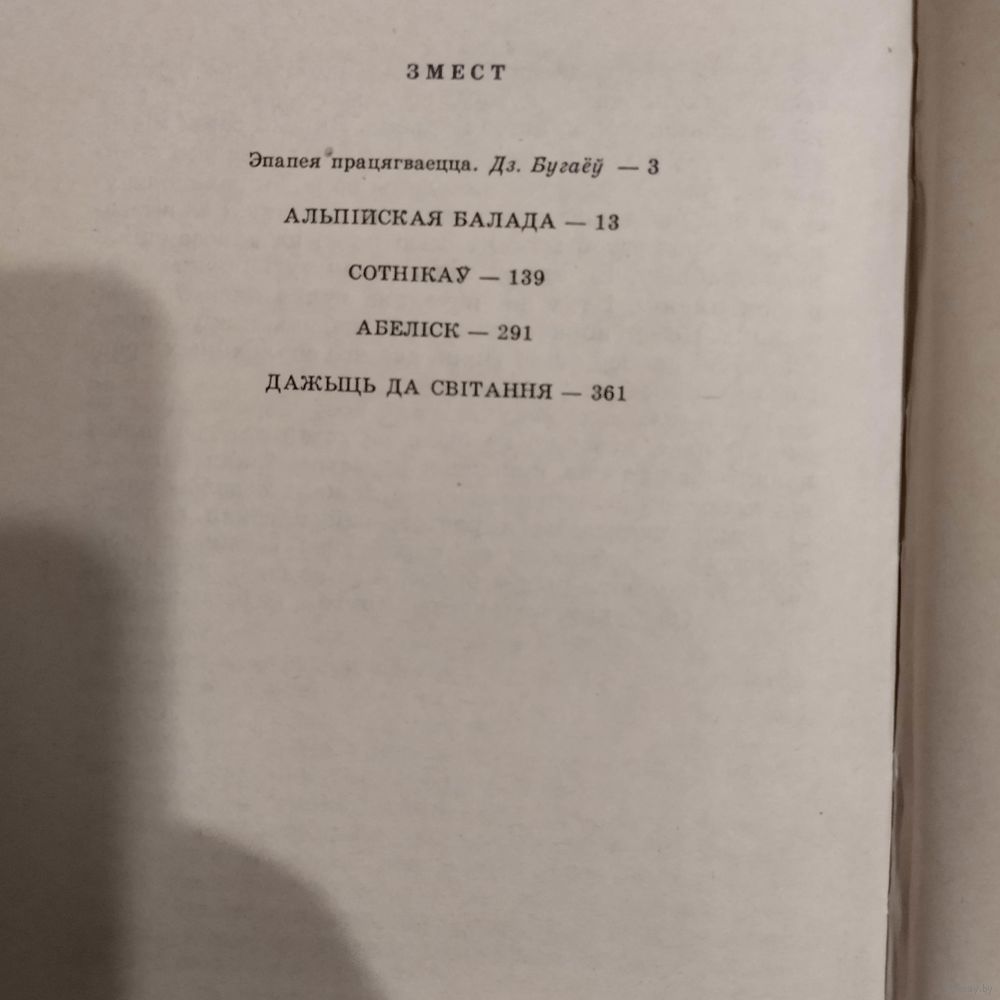 ЗМЕСТ
Эпапея працягваецца. Дз. Бугаёў — 3
АЛЬПІЙСКАЯ БАЛАДА — 13
СОТНІКАЎ — 139
АБЕЛІСК — 291
ДАЖЫЦЬ ДА СВІТАННЯ — 361